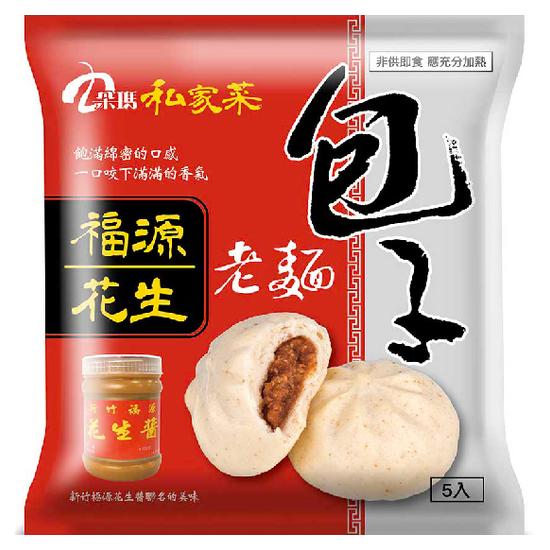 朵瑪 私家菜
非供即食 應充分加熱
飽滿綿密的口感
一口咬下滿滿的香氣
包子
福源
花生
老麵
新竹福源
花生醬
新竹福源花生醬聯名的美味
5入